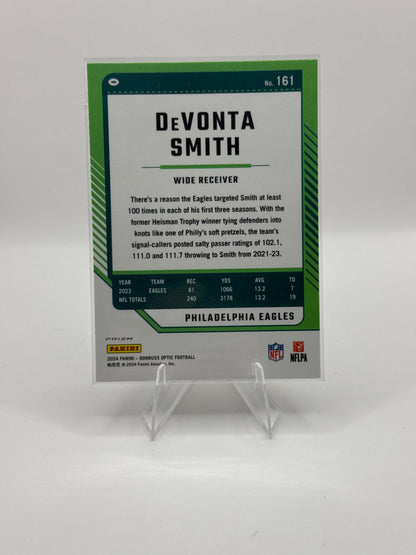 No. 161
DEVONTA
SMITH
WIDE RECEIVER
There's a reason the Eagles targeted Smith at least
100 times in each of his first three seasons. With the
former Heisman Trophy winner tying defenders into
knots like one of Philly's soft pretzels, the team's
signal-callers posted salty passer ratings of 102.1,
111.0 and 111.7 throwing to Smith from 2021-23.
YEAR TEAM REC YDS AVG TD
2023 EAGLES 81 1066 13.2 7
NFL TOTALS 240 3178 13.2 19
PHILADELPHIA EAGLES
PRIZM
PANINI
2024 PANINI – DONRUSS OPTIC FOOTBALL
© 2024 Panini America, Inc.
NFL
NFLPA